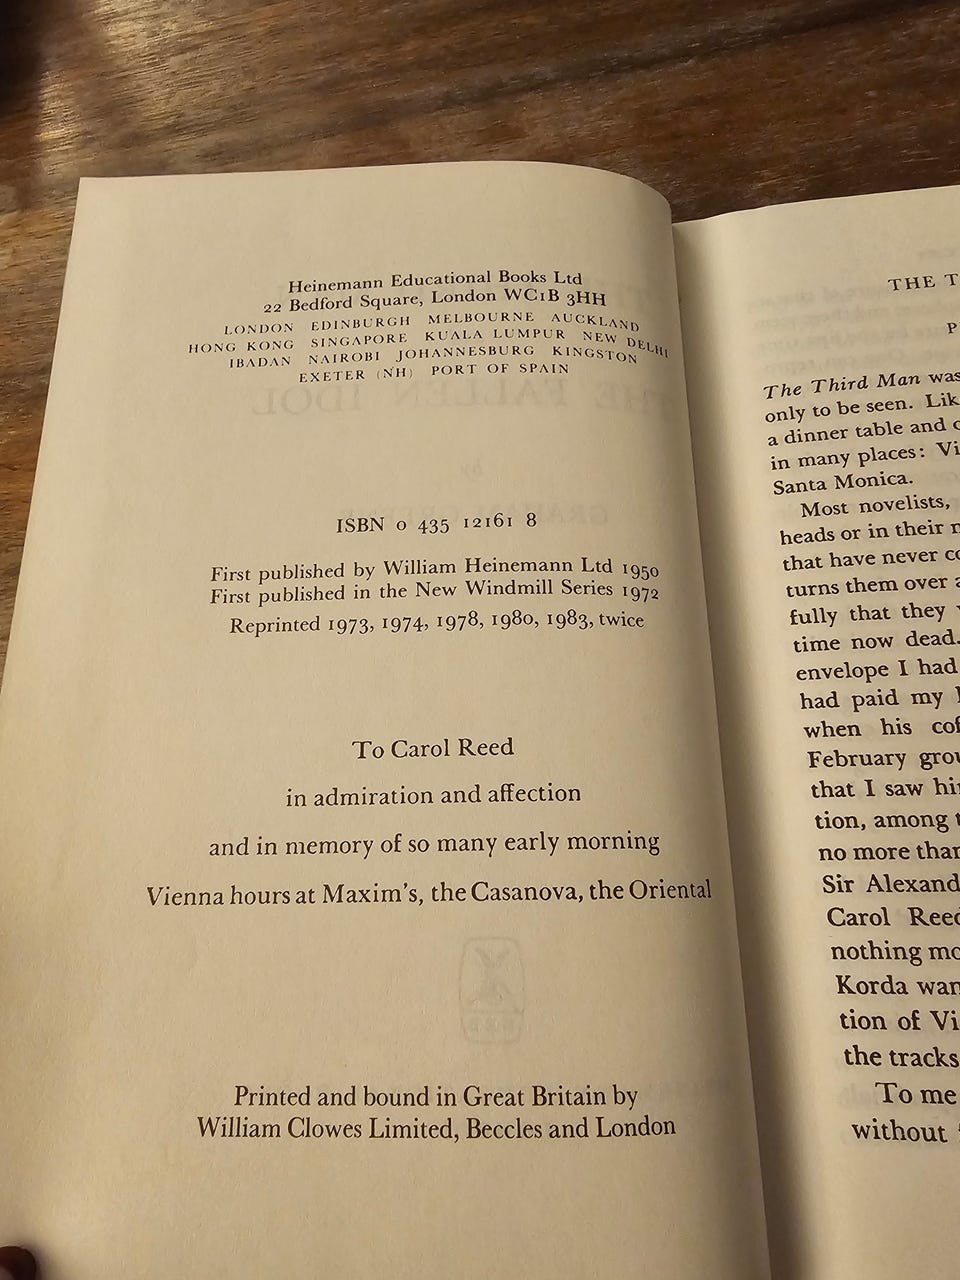 Heinemann Educational Books Ltd
22 Bedford Square, London WC1B 3HH
LONDON EDINBURGH MELBOURNE AUCKLAND
HONG KONG SINGAPORE KUALA LUMPUR NEW DELHI
IBADAN NAIROBI JOHANNESBURG KINGSTON
EXETER (NH) PORT OF SPAIN
ISBN 0 435 12161 8
First published by William Heinemann Ltd 1950
First published in the New Windmill Series 1972
Reprinted 1973, 1974, 1978, 1980, 1983, twice
To Carol Reed
in admiration and affection
and in memory of so many early morning
Vienna hours at Maxim's, the Casanova, the Oriental
Printed and bound in Great Britain by
William Clowes Limited, Beccles and London
THE T
P
The Third Man was
only to be seen. Lik
a dinner table and
in many places: Vi
Santa Monica.
Most novelists,
heads or in their
that have never co
turns them over a
fully that they
time now dead.
envelope I had
had paid my
when his cof
February grou
that I saw hi
tion, among t
no more than
Sir Alexand
Carol Reed
nothing mo
Korda wan
tion of Vi
the tracks
To me
without